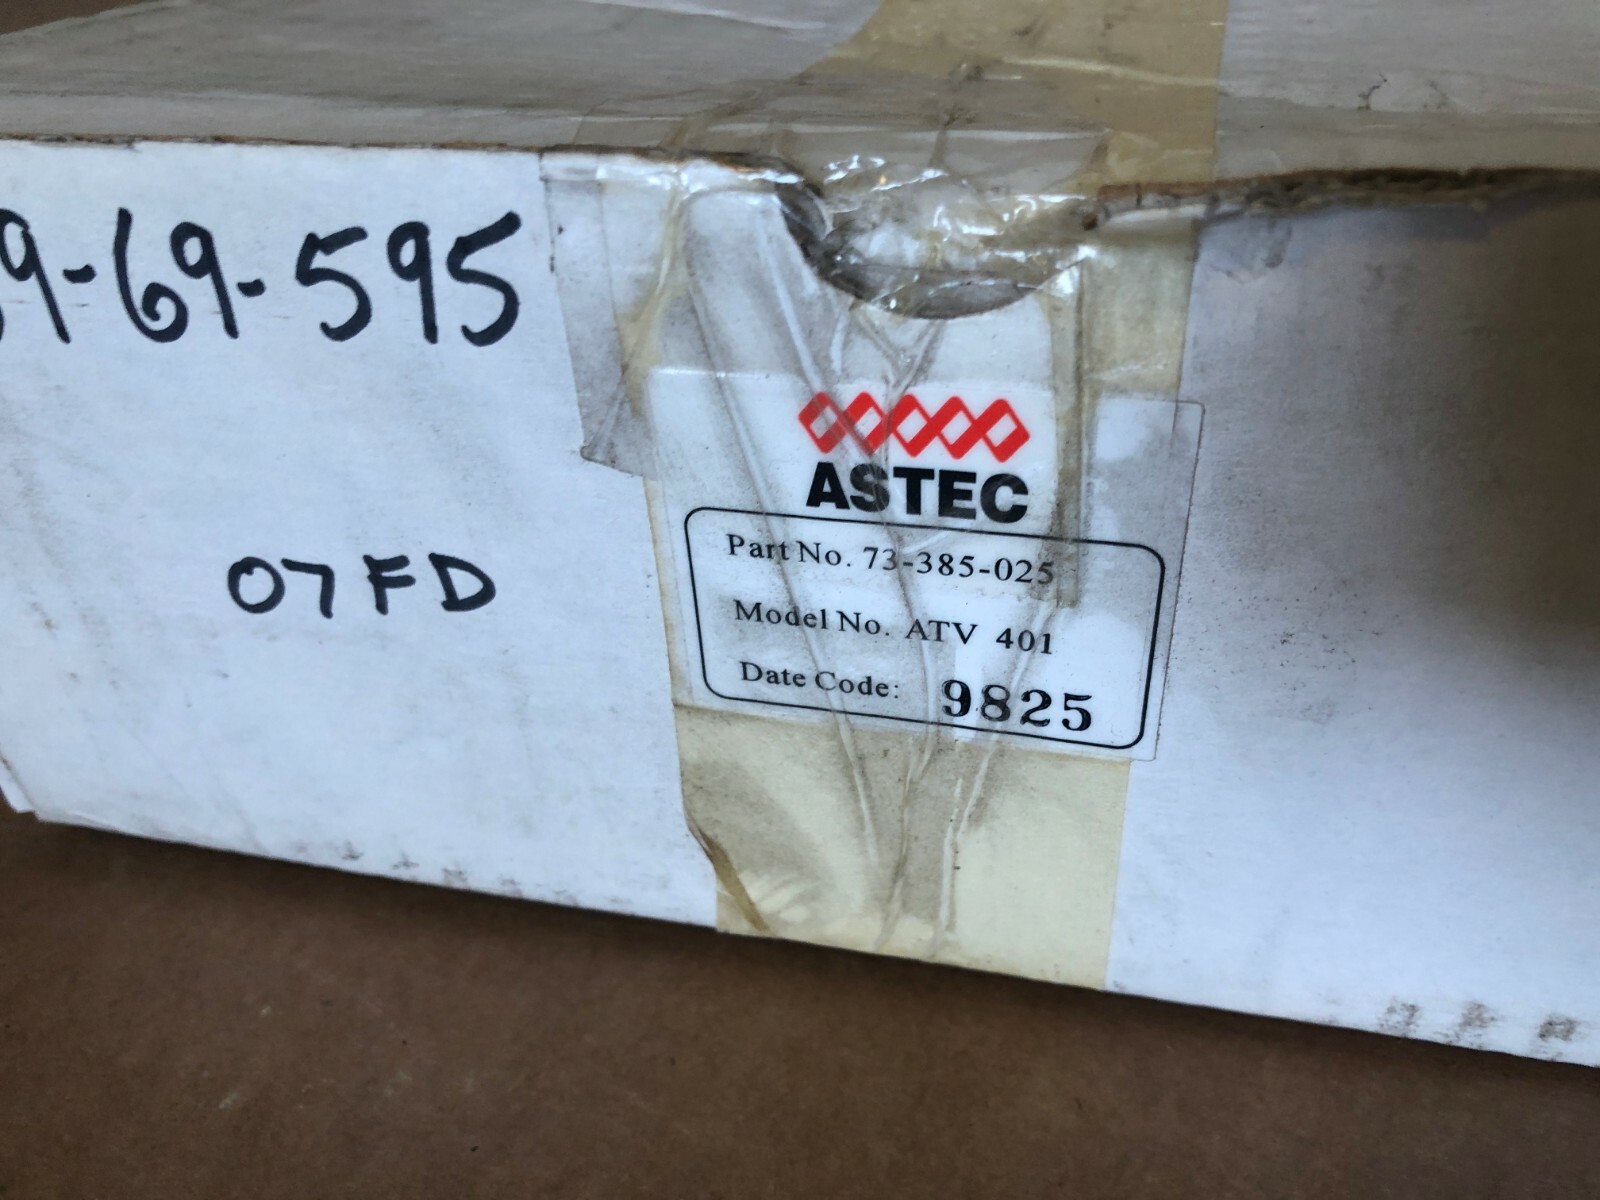 9-69-595
07FD
ASTEC
Part No. 73-385-025
Model No. ATV 401
Date Code: 9825